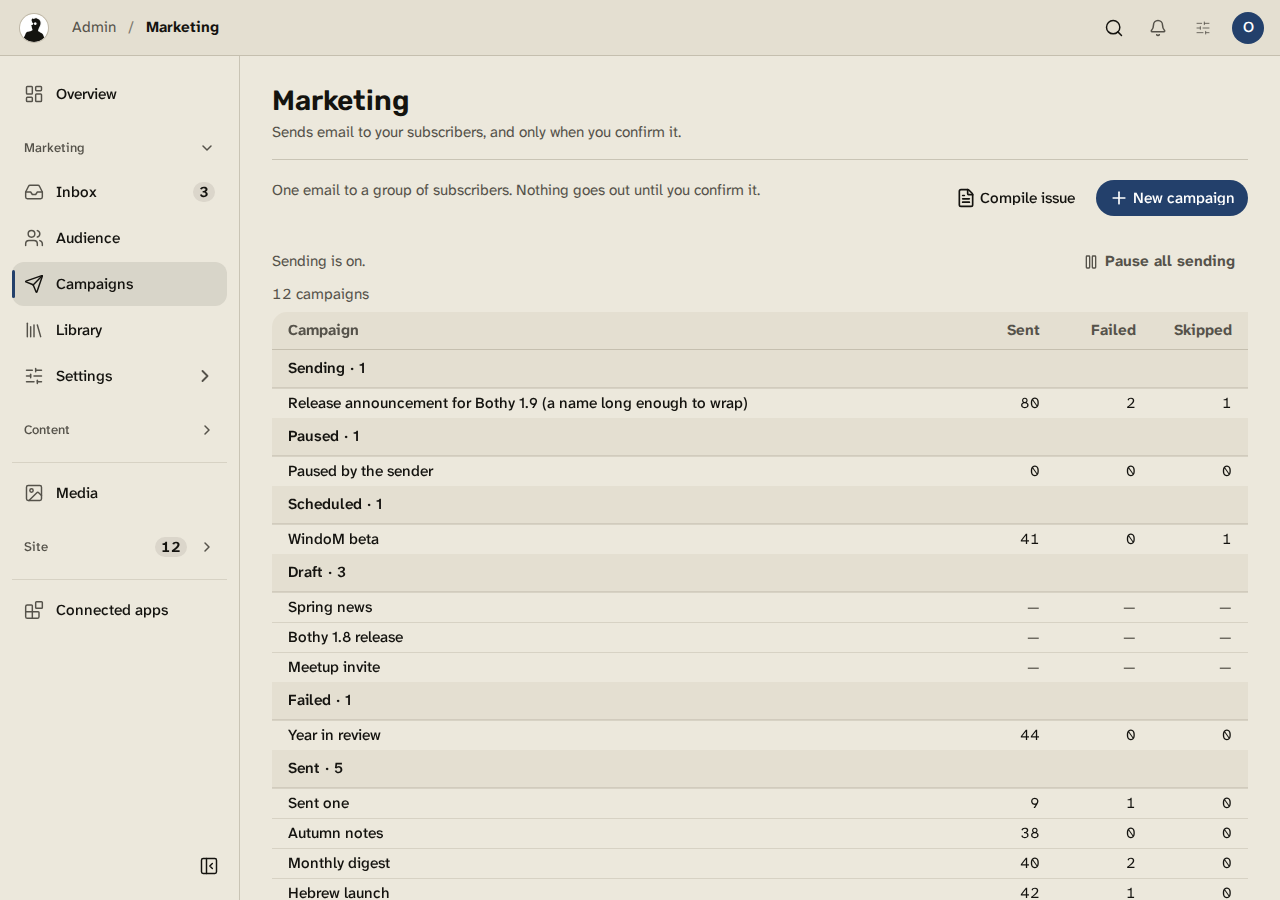 Admin / Marketing
O
Overview
Marketing
Inbox 3
Audience
Campaigns
Library
Settings
Content
Media
Site 12
Connected apps
Marketing
Sends email to your subscribers, and only when you confirm it.
One email to a group of subscribers. Nothing goes out until you confirm it.
Compile issue
New campaign
Sending is on.
Pause all sending
12 campaigns
Campaign Sent Failed Skipped
Sending · 1
Release announcement for Bothy 1.9 (a name long enough to wrap) 80 2 1
Paused · 1
Paused by the sender 0 0 0
Scheduled · 1
WindoM beta 41 0 1
Draft · 3
Spring news — — —
Bothy 1.8 release — — —
Meetup invite — — —
Failed · 1
Year in review 44 0 0
Sent · 5
Sent one 9 1 0
Autumn notes 38 0 0
Monthly digest 40 2 0
Hebrew launch 42 1 0